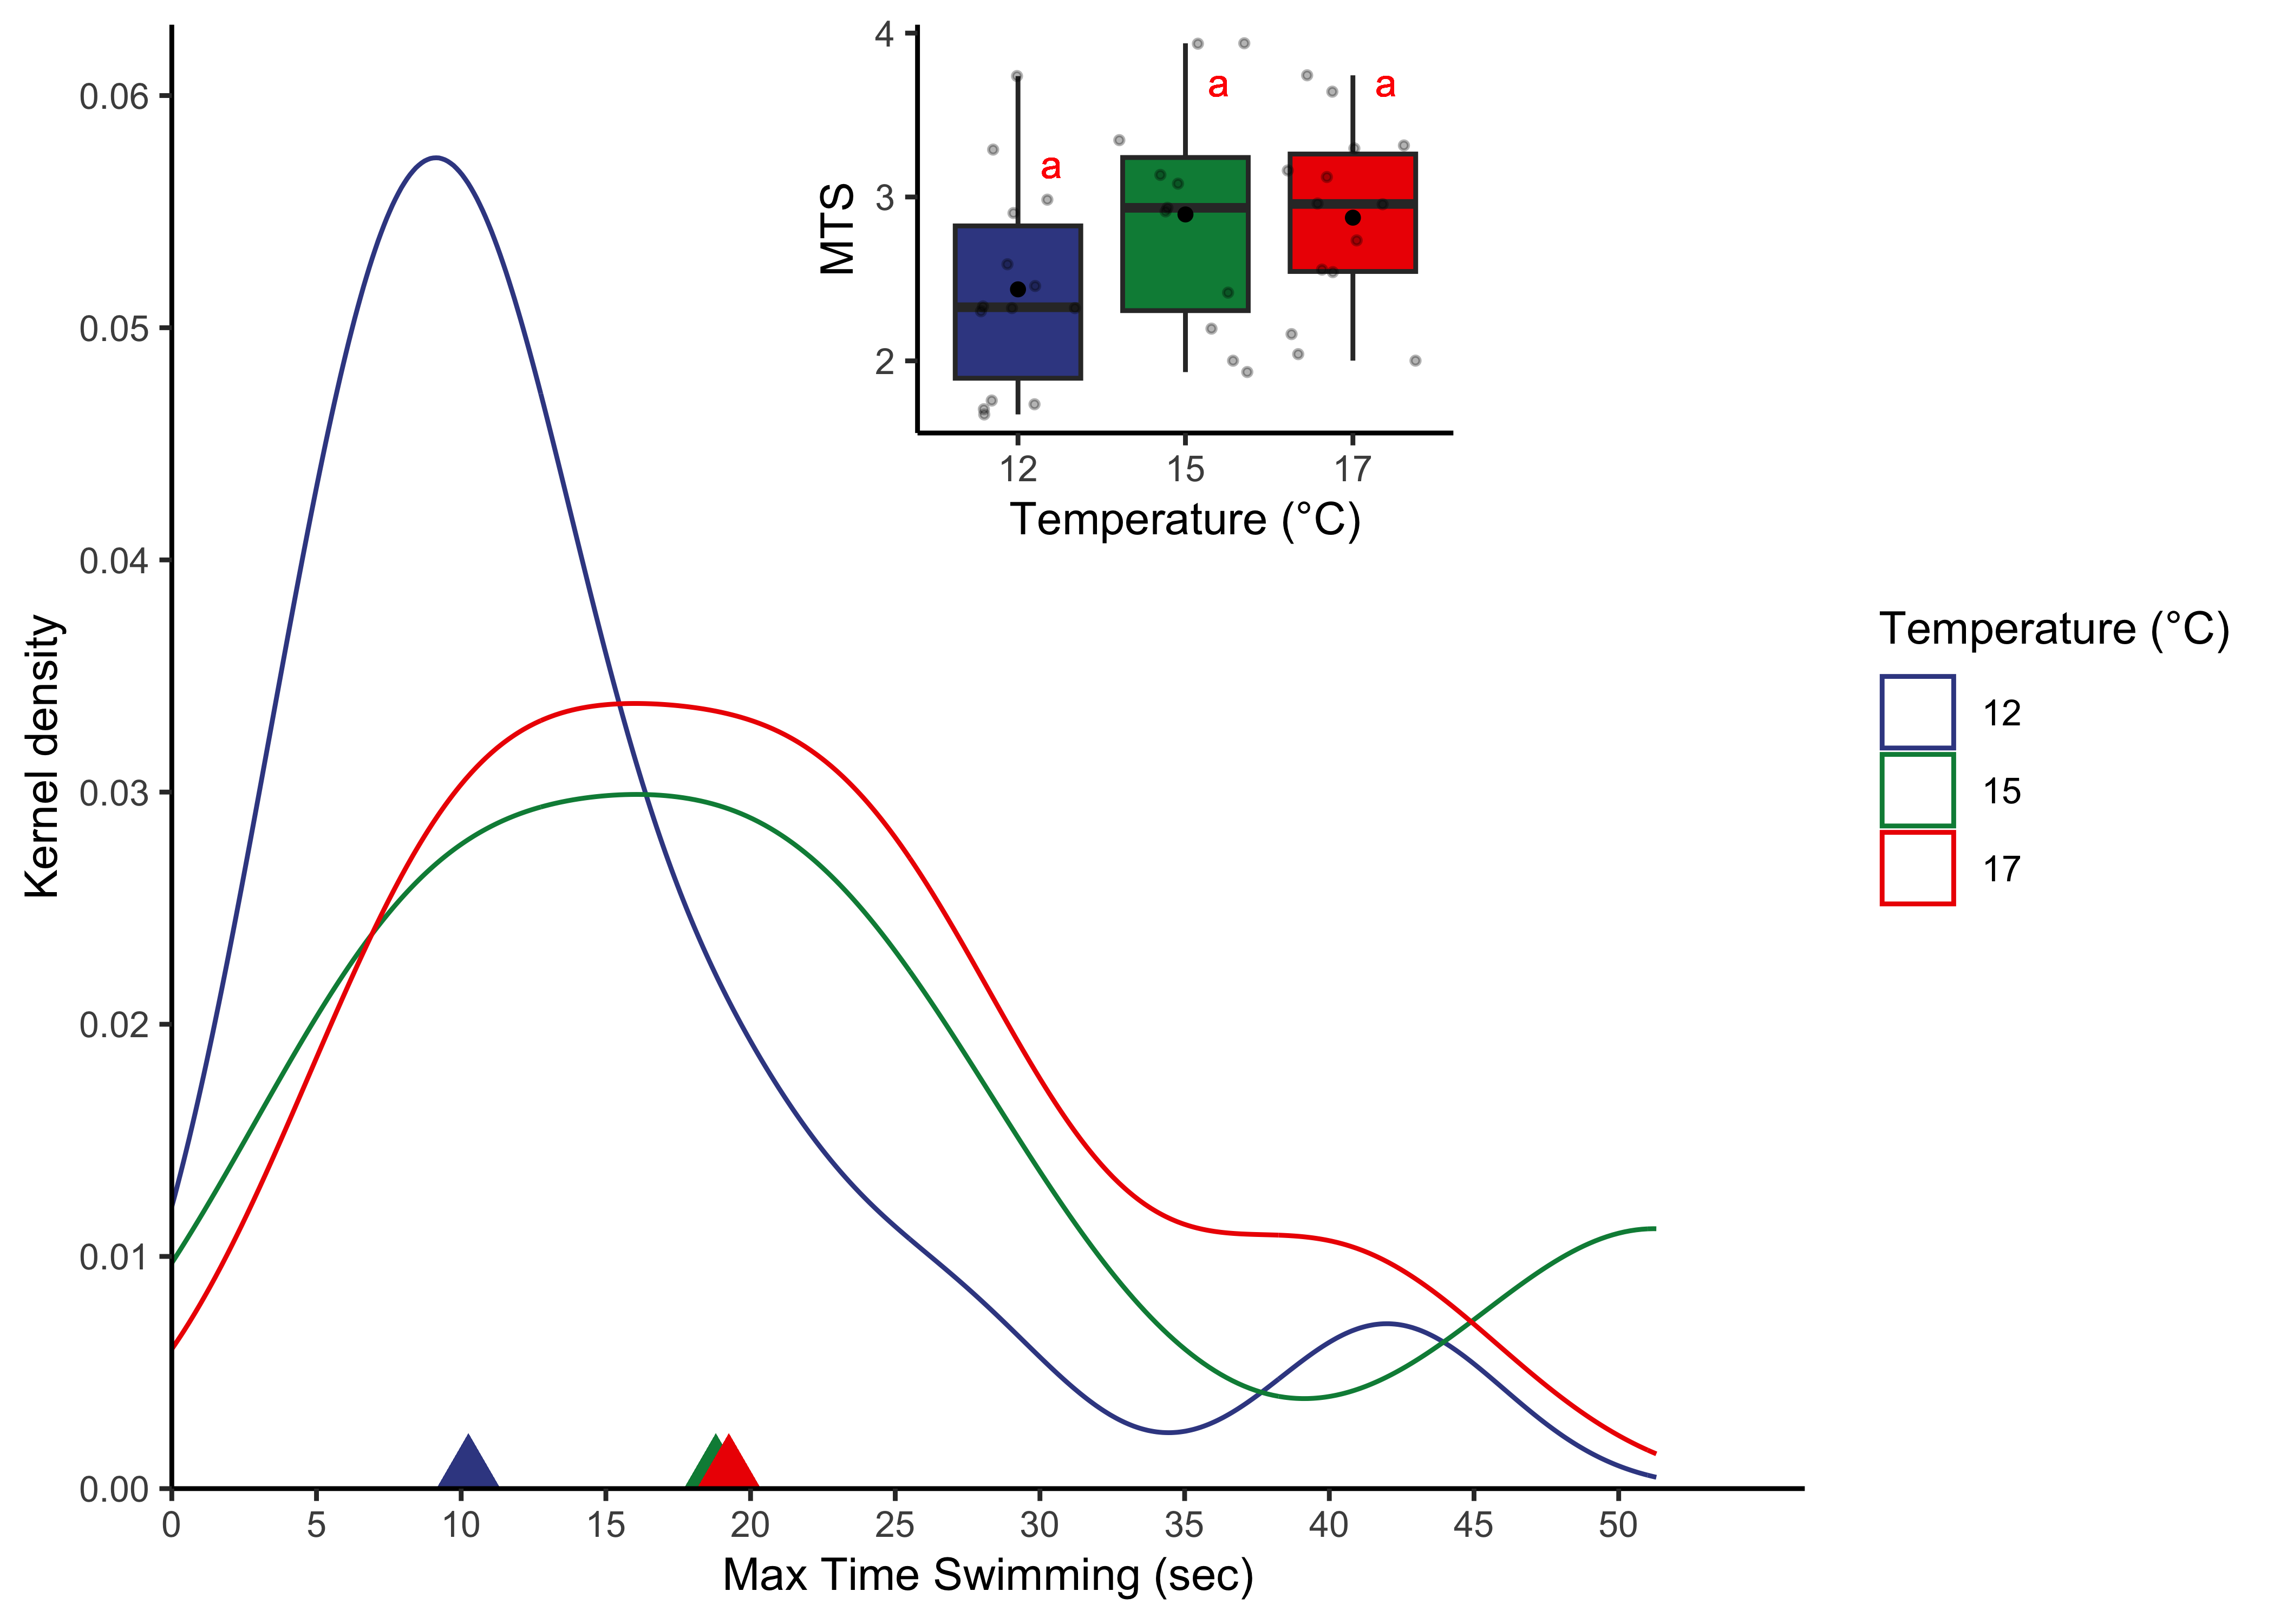 4
3
2
MTS
a
a
a
12 15 17
Temperature (°C)
0.06
0.05
0.04
0.03
0.02
0.01
0.00
Kernel density
0 5 10 15 20 25 30 35 40 45 50
Max Time Swimming (sec)
Temperature (°C)
12
15
17